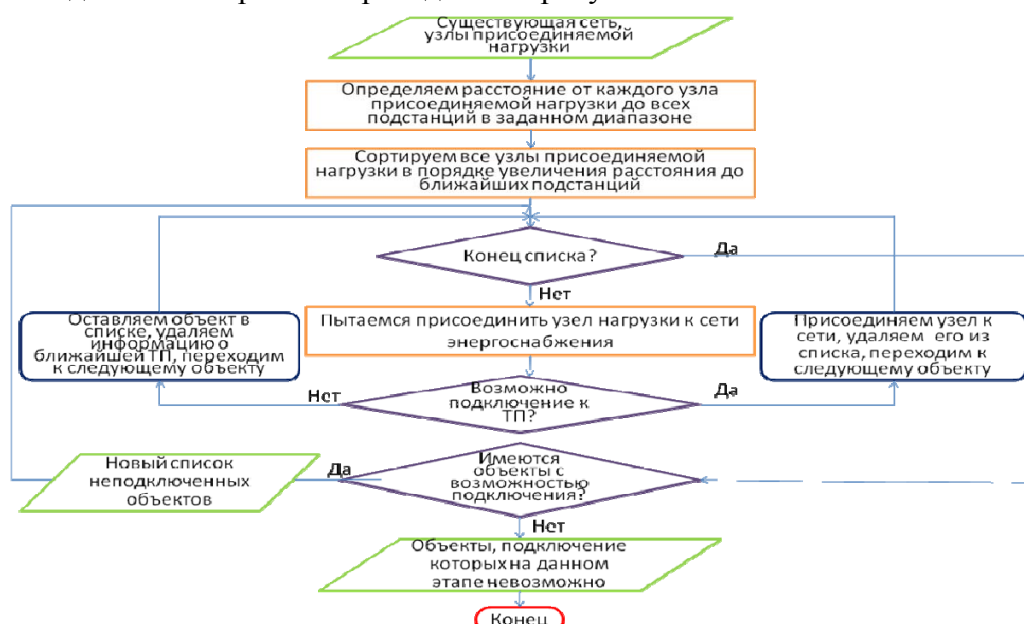 Существующая сеть,
узлы присоединяемой
нагрузки
Определяем расстояние от каждого узла
присоединяемой нагрузки до всех
подстанций в заданном диапазоне
Сортируем все узлы присоединяемой
нагрузки в порядке увеличения расстояния до
ближайших подстанций
Конец списка?
Да
Нет
Оставляем объект в
списке, удаляем
информацию о
ближайшей ТП, переходим
к следующему объекту
Пытаемся присоединить узел нагрузки к сети
энергоснабжения
Присоединяем узел к
сети, удаляем его из
списка, переходим к
следующему объекту
Нет
Возможно
подключение к
ТП?
Да
Новый список
неподключенных
объектов
Да
Имеются
объекты с
возможностью
подключения?
Нет
Объекты, подключение
которых на данном
этапе невозможно
Конец